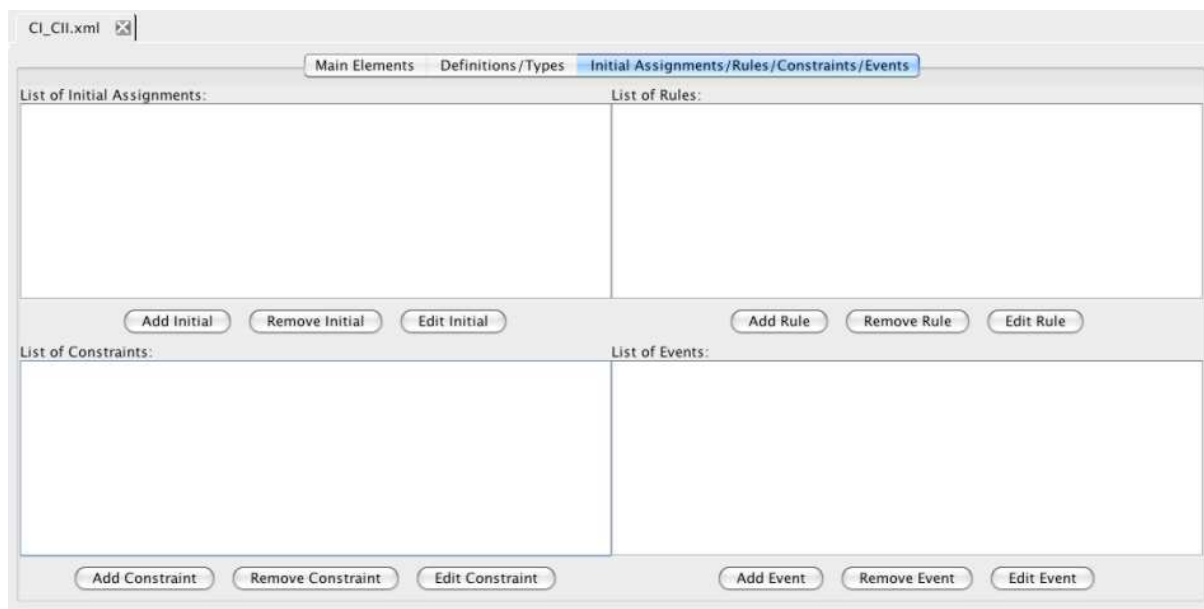 CI_CII.xml
Main Elements Definitions/Types Initial Assignments/Rules/Constraints/Events
List of Initial Assignments: List of Rules:
Add Initial Remove Initial Edit Initial Add Rule Remove Rule Edit Rule
List of Constraints: List of Events:
Add Constraint Remove Constraint Edit Constraint Add Event Remove Event Edit Event